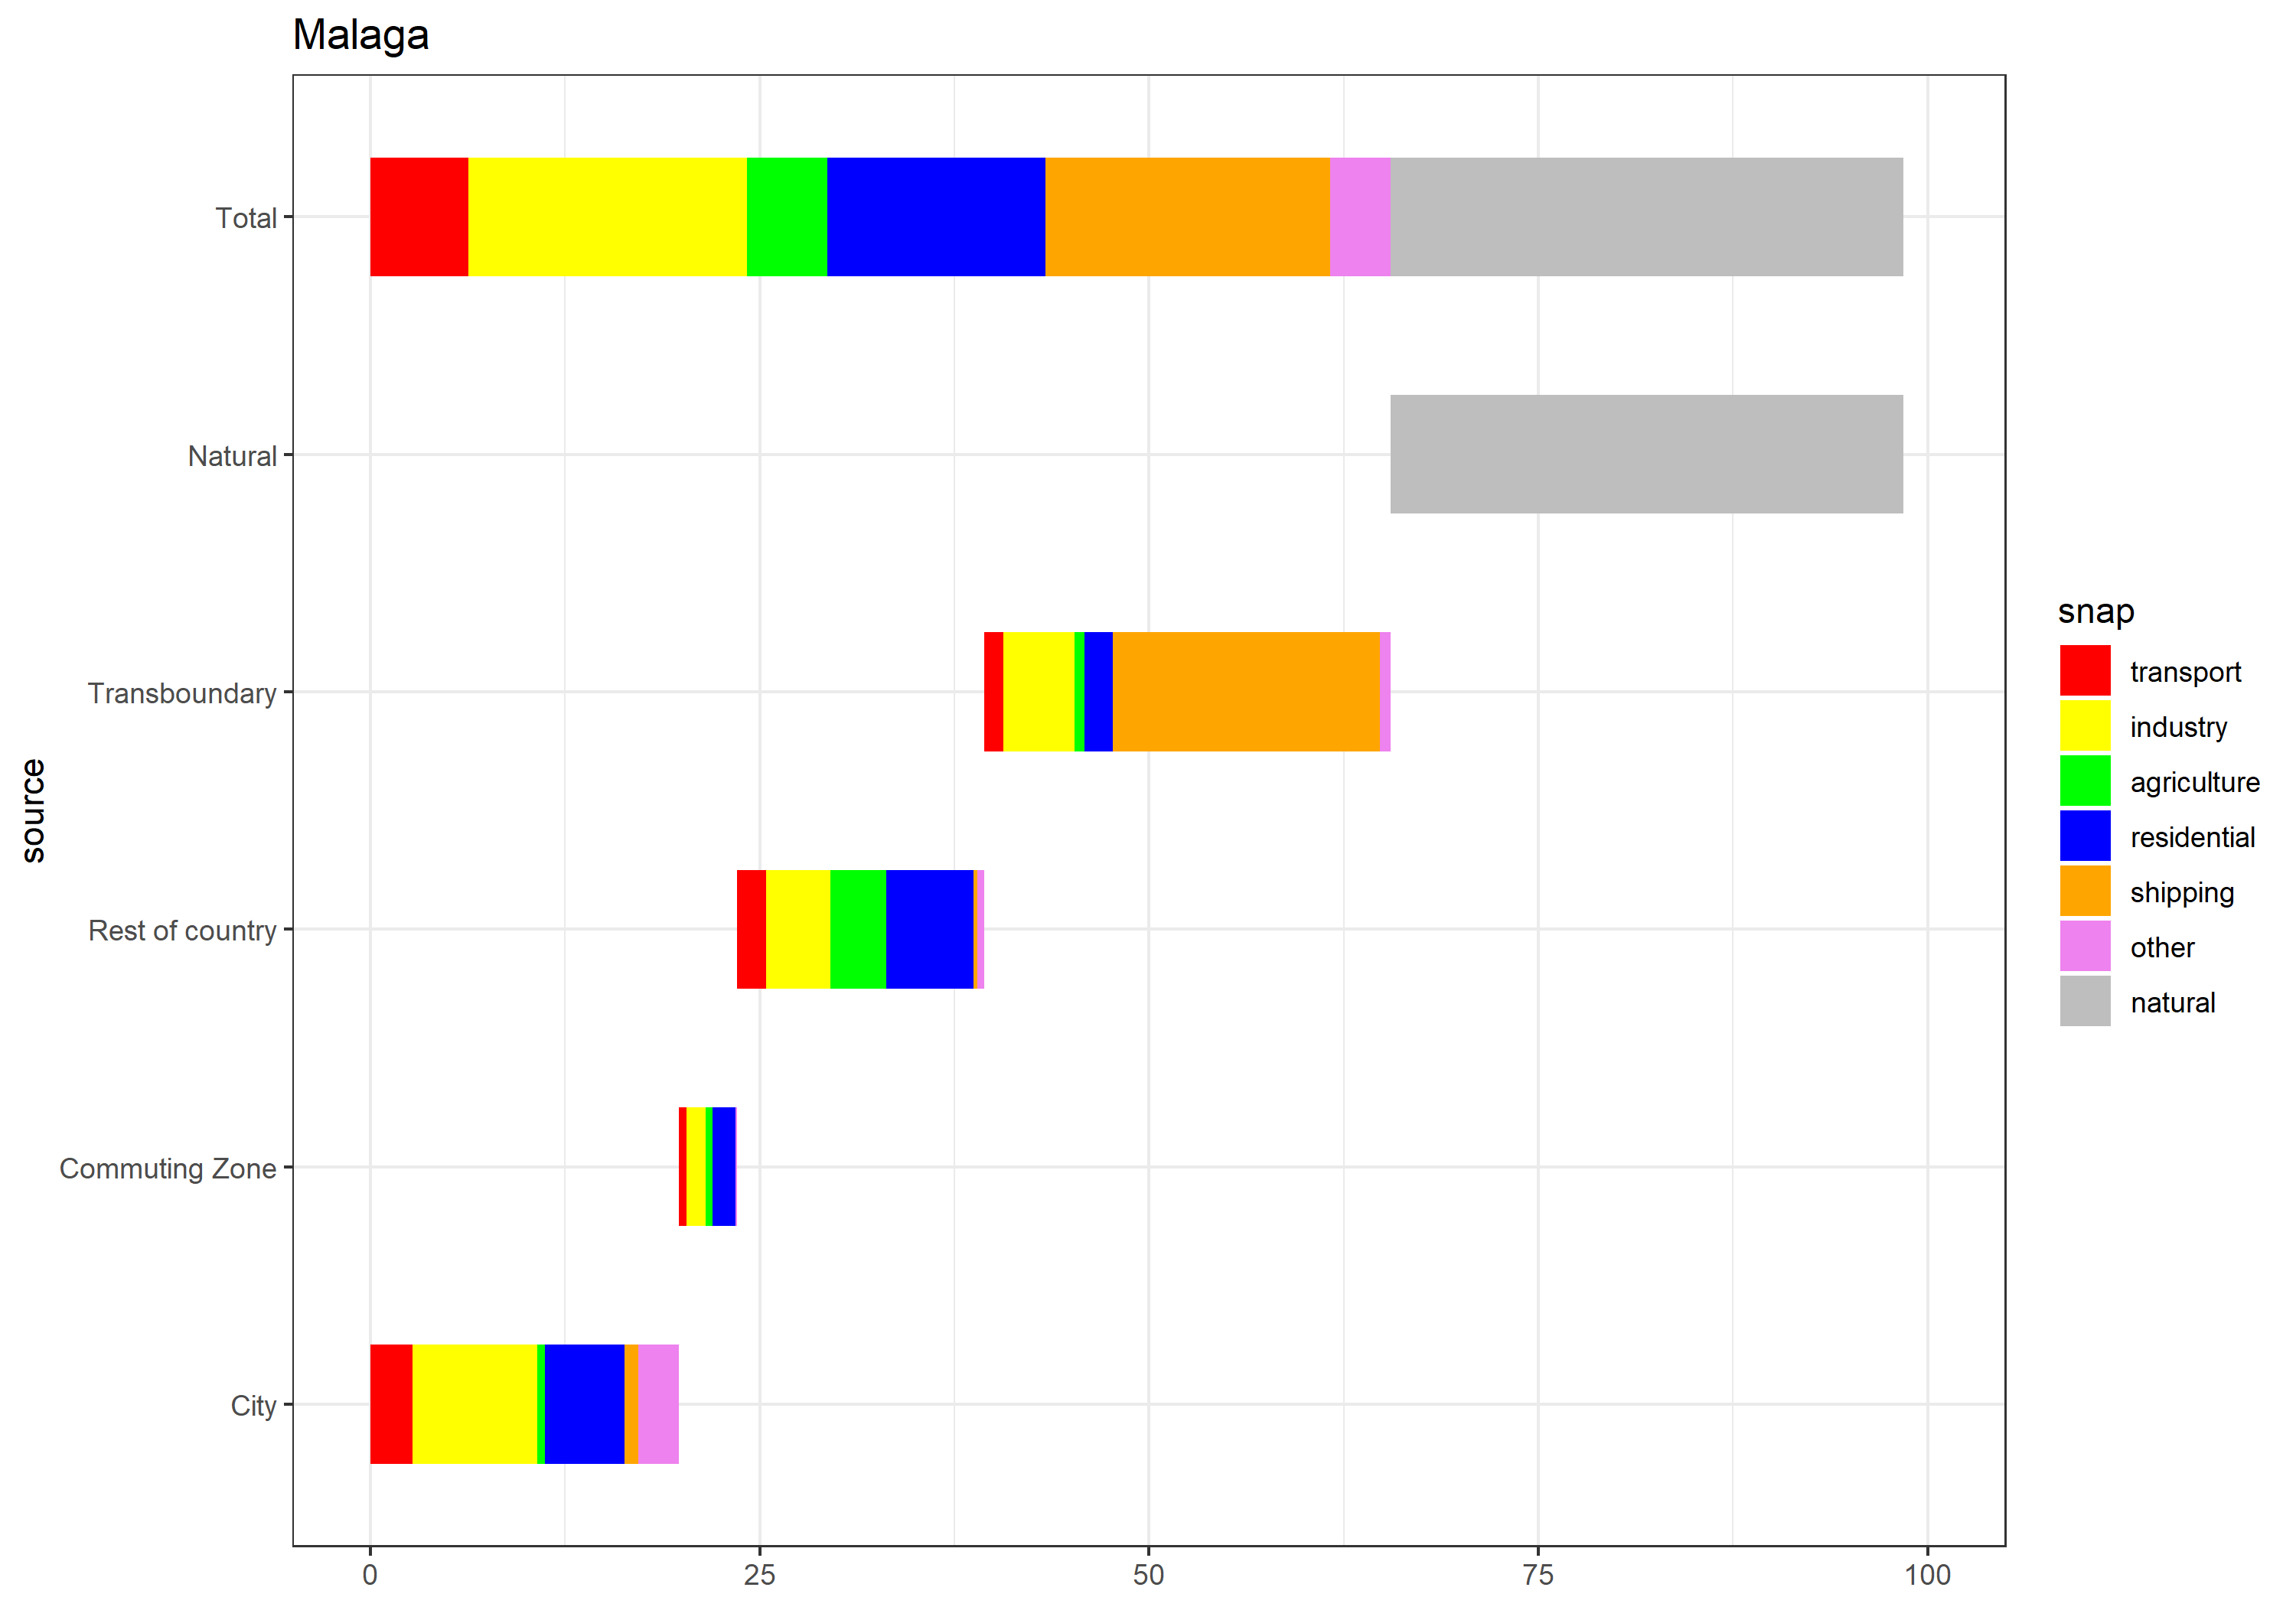 Malaga
Total
Natural
Transboundary
Rest of country
Commuting Zone
City
source
0 25 50 75 100
snap
transport
industry
agriculture
residential
shipping
other
natural